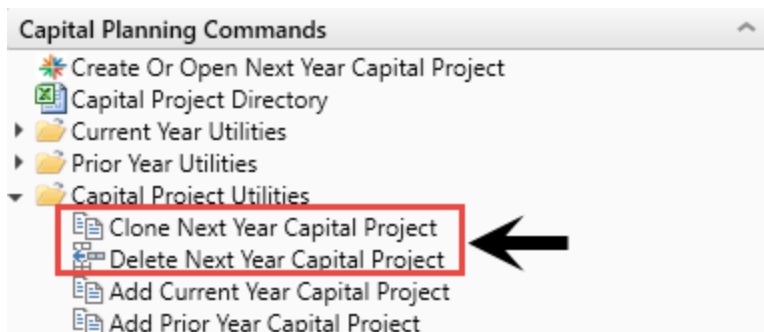 Capital Planning Commands
Create Or Open Next Year Capital Project
Capital Project Directory
Current Year Utilities
Prior Year Utilities
Capital Project Utilities
Clone Next Year Capital Project
Delete Next Year Capital Project
Add Current Year Capital Project
Add Prior Year Capital Project